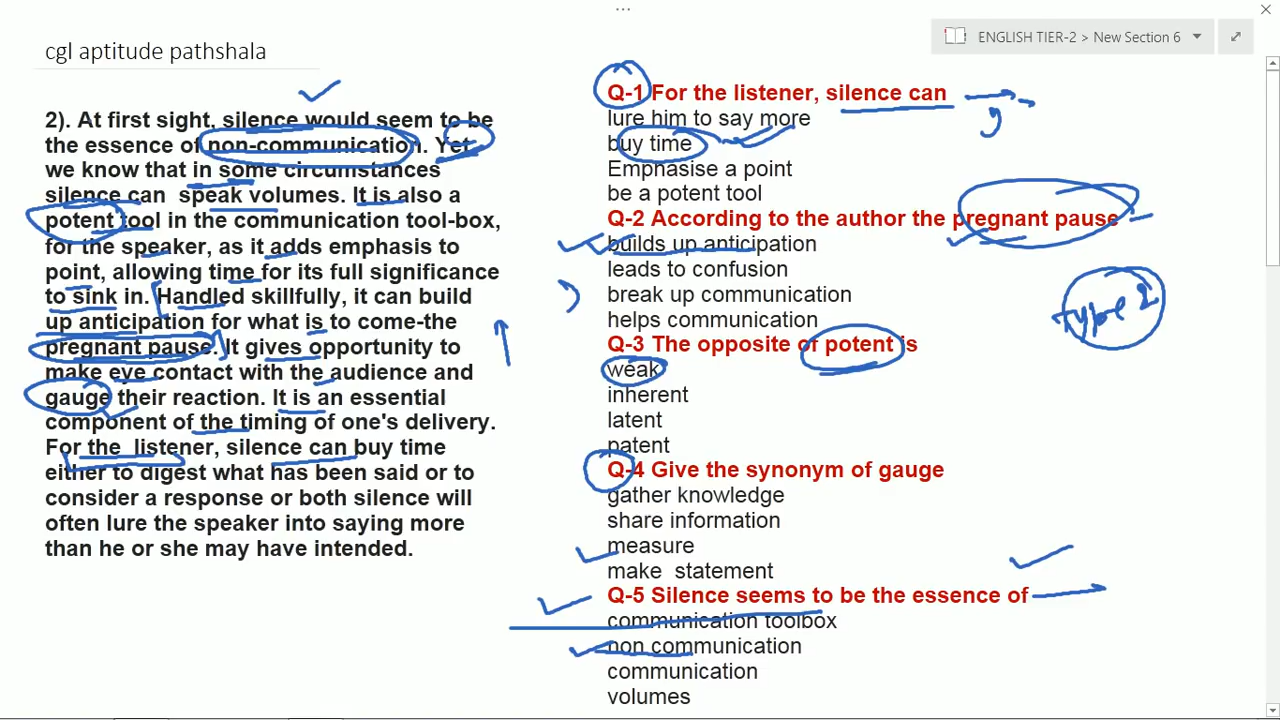 cgl aptitude pathshala
ENGLISH TIER-2 > New Section 6
2). At first sight, silence would seem to be
the essence of non-communication. Yet
we know that in some circumstances
silence can speak volumes. It is also a
potent tool in the communication tool-box,
for the speaker, as it adds emphasis to
point, allowing time for its full significance
to sink in. Handled skillfully, it can build
up anticipation for what is to come-the
pregnant pause. It gives opportunity to
make eye contact with the audience and
gauge their reaction. It is an essential
component of the timing of one's delivery.
For the listener, silence can buy time
either to digest what has been said or to
consider a response or both silence will
often lure the speaker into saying more
than he or she may have intended.
Q-1 For the listener, silence can
lure him to say more
buy time
Emphasise a point
be a potent tool
Q-2 According to the author the pregnant pause
builds up anticipation
leads to confusion
break up communication
helps communication
Q-3 The opposite of potent is
weak
inherent
latent
patent
Q-4 Give the synonym of gauge
gather knowledge
share information
measure
make statement
Q-5 Silence seems to be the essence of
communication toolbox
non communication
communication
volumes
type 2